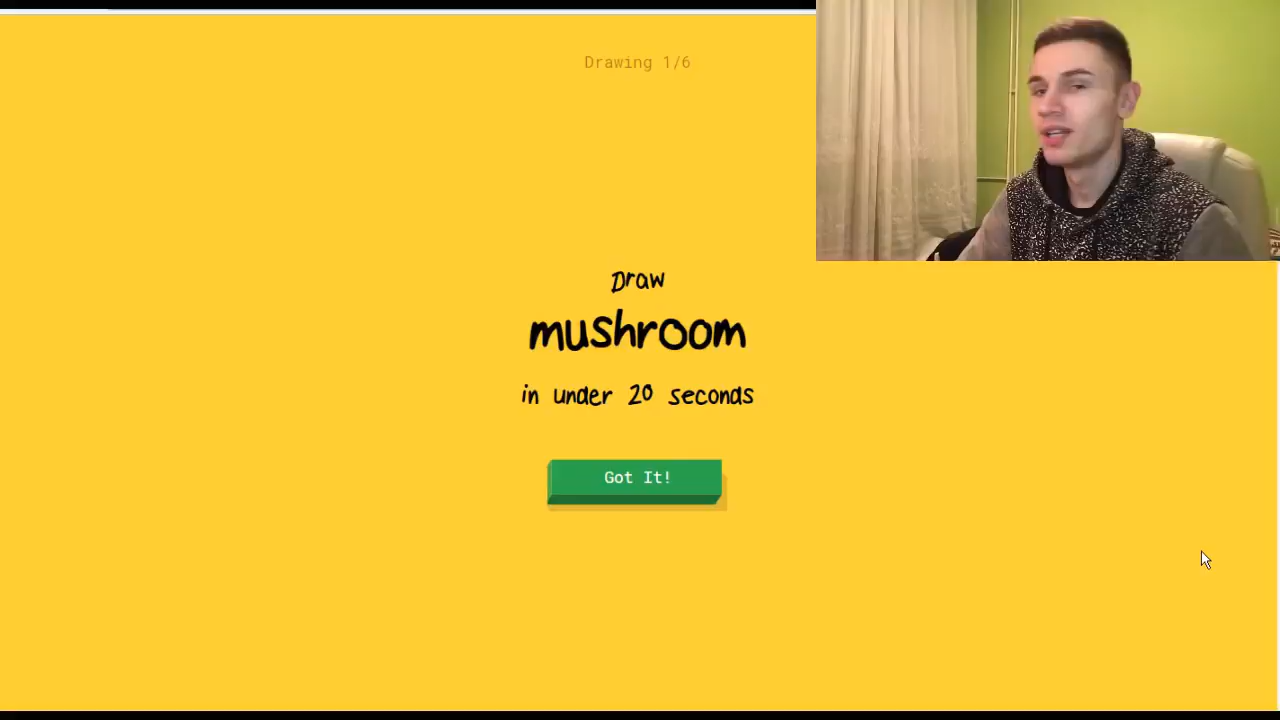 Drawing 1/6
Draw
mushroom
in under 20 seconds
Got It!